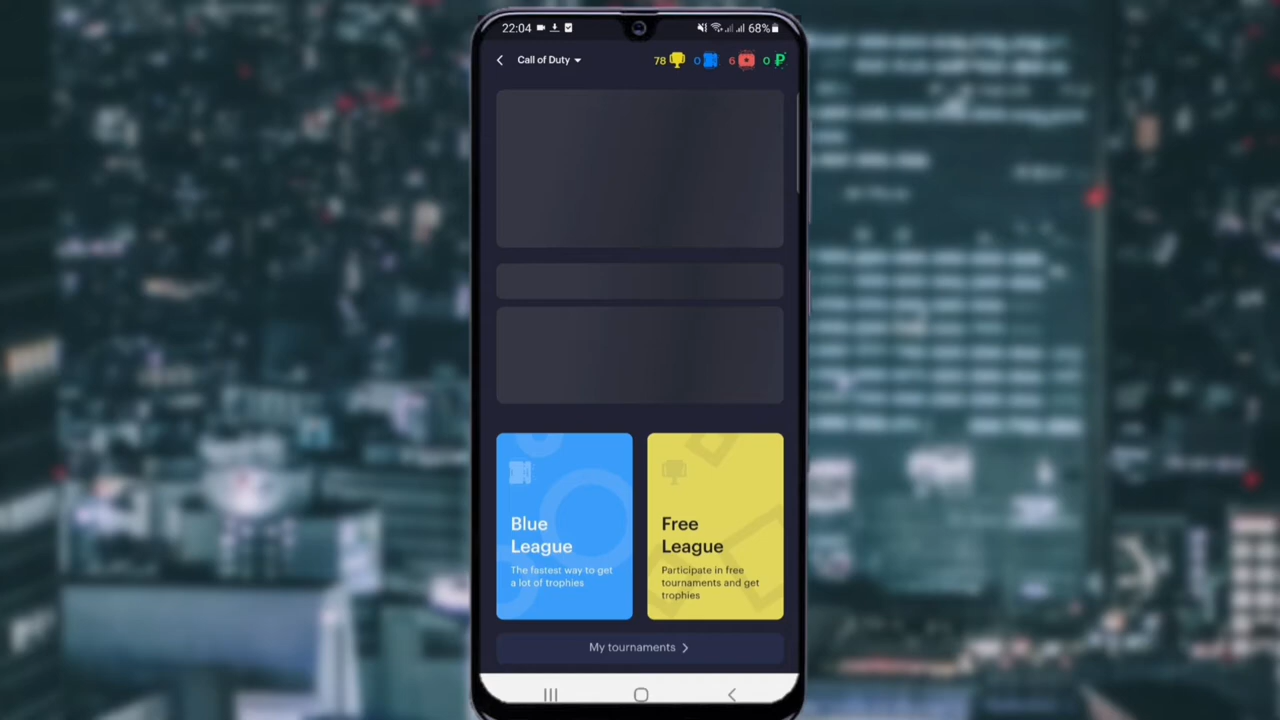 22:04 68%
Call of Duty 78 0 6 0
Blue
League
The fastest way to get
a lot of trophies
Free
League
Participate in free
tournaments and get
trophies
My tournaments